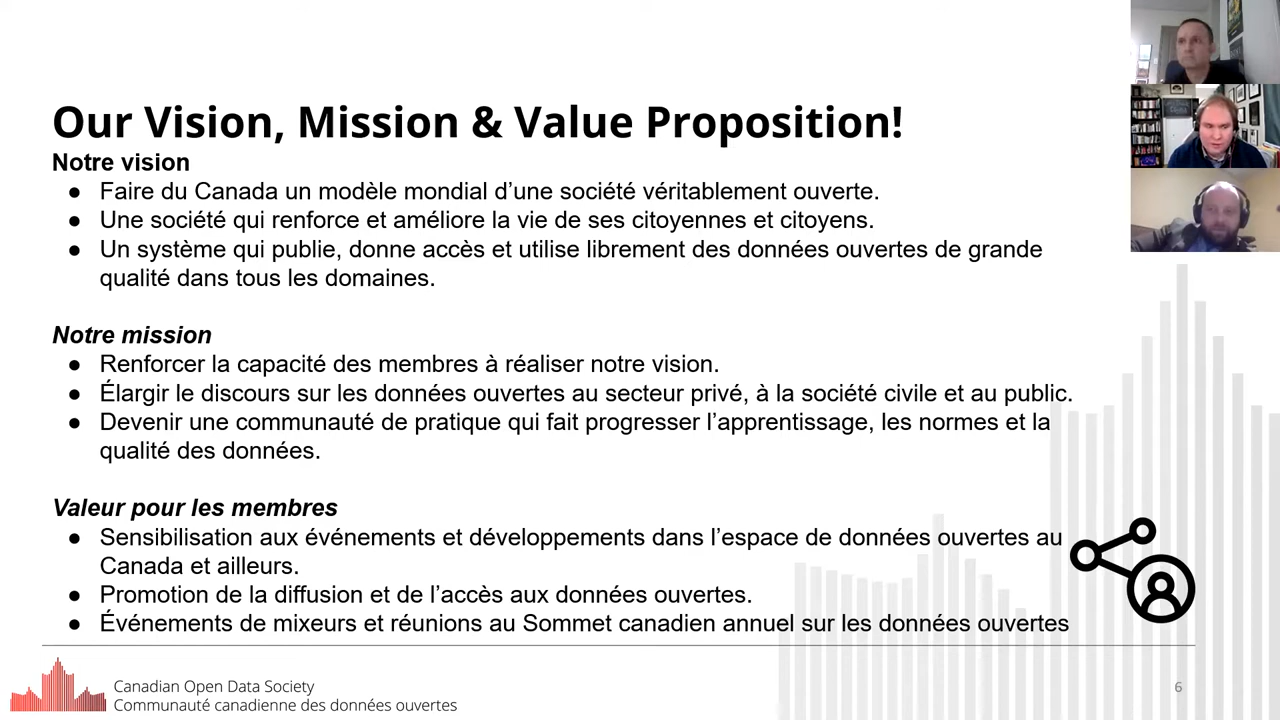 Our Vision, Mission & Value Proposition!
Notre vision
● Faire du Canada un modèle mondial d’une société véritablement ouverte.
● Une société qui renforce et améliore la vie de ses citoyennes et citoyens.
● Un système qui publie, donne accès et utilise librement des données ouvertes de grande
qualité dans tous les domaines.
Notre mission
● Renforcer la capacité des membres à réaliser notre vision.
● Élargir le discours sur les données ouvertes au secteur privé, à la société civile et au public.
● Devenir une communauté de pratique qui fait progresser l’apprentissage, les normes et la
qualité des données.
Valeur pour les membres
● Sensibilisation aux événements et développements dans l’espace de données ouvertes au
Canada et ailleurs.
● Promotion de la diffusion et de l’accès aux données ouvertes.
● Événements de mixeurs et réunions au Sommet canadien annuel sur les données ouvertes
Canadian Open Data Society
Communauté canadienne des données ouvertes
6